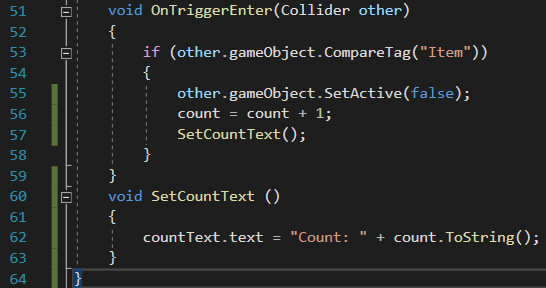 51 void OnTriggerEnter(Collider other)
52 {
53 if (other.gameObject.CompareTag("Item"))
54 {
55 other.gameObject.SetActive(false);
56 count = count + 1;
57 SetCountText();
58 }
59 }
60 void SetCountText ()
61 {
62 countText.text = "Count: " + count.ToString();
63 }
64 }